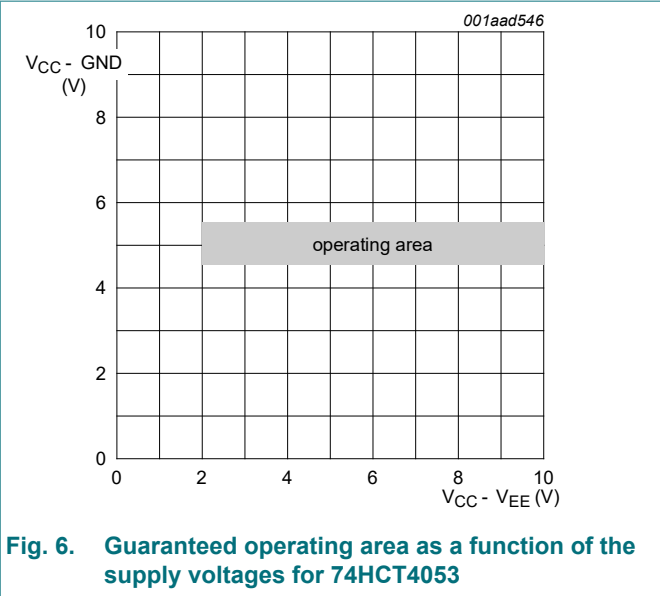 001aad546
10
VCC - GND
(V)
8
6
operating area
4
2
0
0 2 4 6 8 10
VCC - VEE (V)
Fig. 6. Guaranteed operating area as a function of the
supply voltages for 74HCT4053